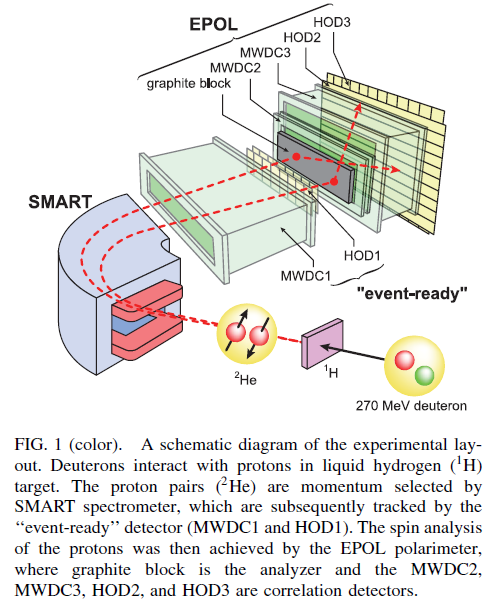 EPOL
HOD3
HOD2
MWDC3
MWDC2
graphite block
SMART
HOD1
MWDC1
"event-ready"
²He
¹H
270 MeV deuteron
FIG. 1 (color). A schematic diagram of the experimental lay-
out. Deuterons interact with protons in liquid hydrogen (¹H)
target. The proton pairs (²He) are momentum selected by
SMART spectrometer, which are subsequently tracked by the
‘‘event-ready’’ detector (MWDC1 and HOD1). The spin analysis
of the protons was then achieved by the EPOL polarimeter,
where graphite block is the analyzer and the MWDC2,
MWDC3, HOD2, and HOD3 are correlation detectors.